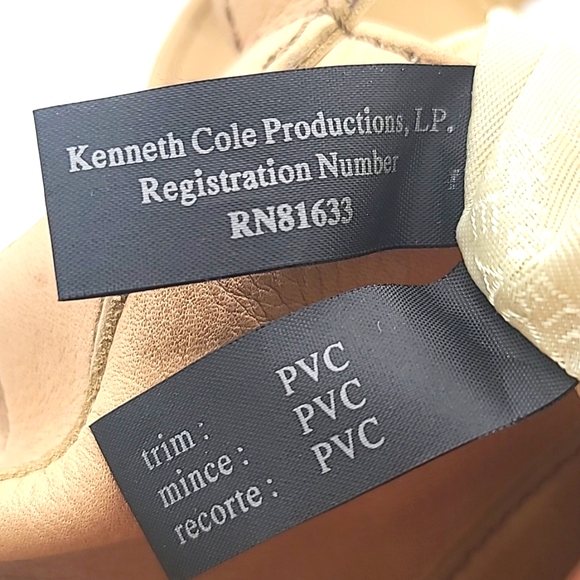 Kenneth Cole Productions, LP.
Registration Number
RN81633
trim : PVC
mince : PVC
recorte : PVC